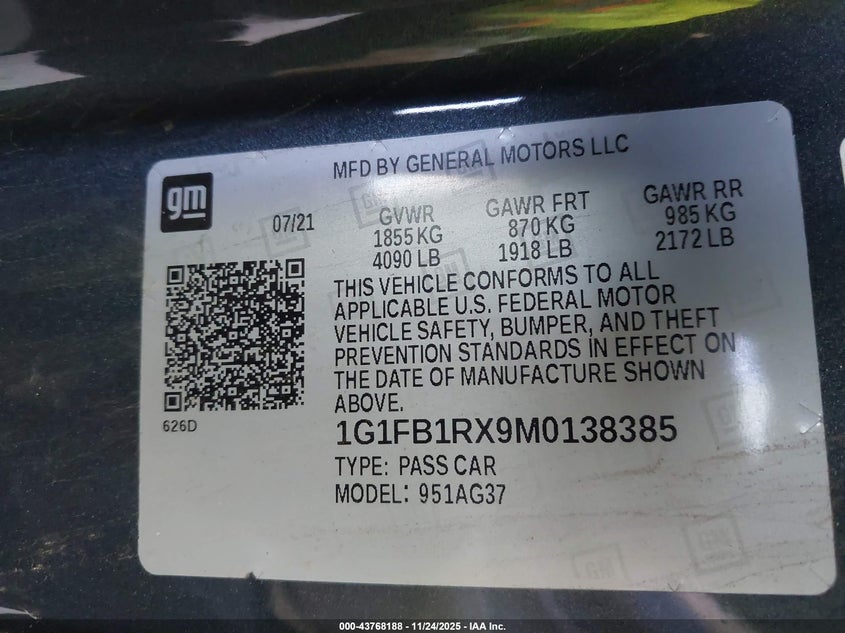 MFD BY GENERAL MOTORS LLC
gm
07/21
GVWR GAWR FRT GAWR RR
1855 KG 870 KG 985 KG
4090 LB 1918 LB 2172 LB
THIS VEHICLE CONFORMS TO ALL
APPLICABLE U.S. FEDERAL MOTOR
VEHICLE SAFETY, BUMPER, AND THEFT
PREVENTION STANDARDS IN EFFECT ON
THE DATE OF MANUFACTURE SHOWN
ABOVE.
626D
1G1FB1RX9M0138385
TYPE: PASS CAR
MODEL: 951AG37
000-43768188 - 11/24/2025 - IAA Inc.